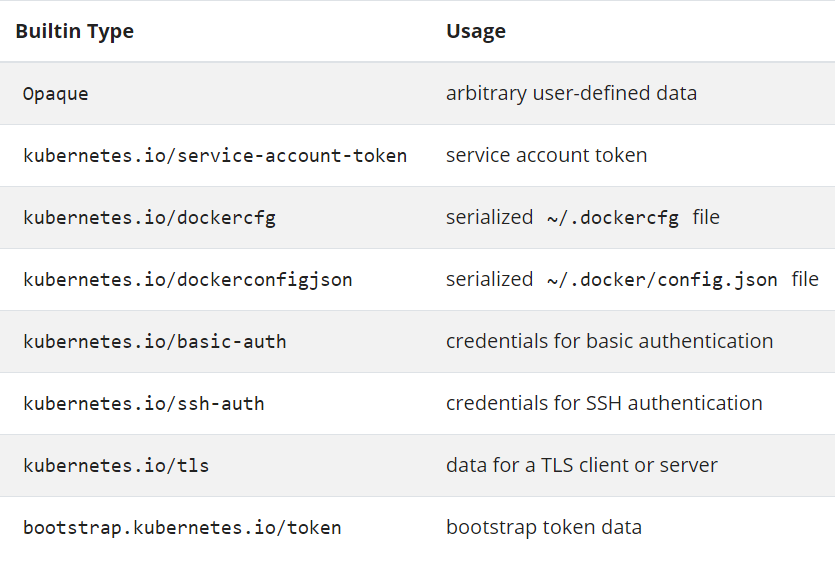 Builtin Type Usage
Opaque arbitrary user-defined data
kubernetes.io/service-account-token service account token
kubernetes.io/dockercfg serialized ~/.dockercfg file
kubernetes.io/dockerconfigjson serialized ~/.docker/config.json file
kubernetes.io/basic-auth credentials for basic authentication
kubernetes.io/ssh-auth credentials for SSH authentication
kubernetes.io/tls data for a TLS client or server
bootstrap.kubernetes.io/token bootstrap token data